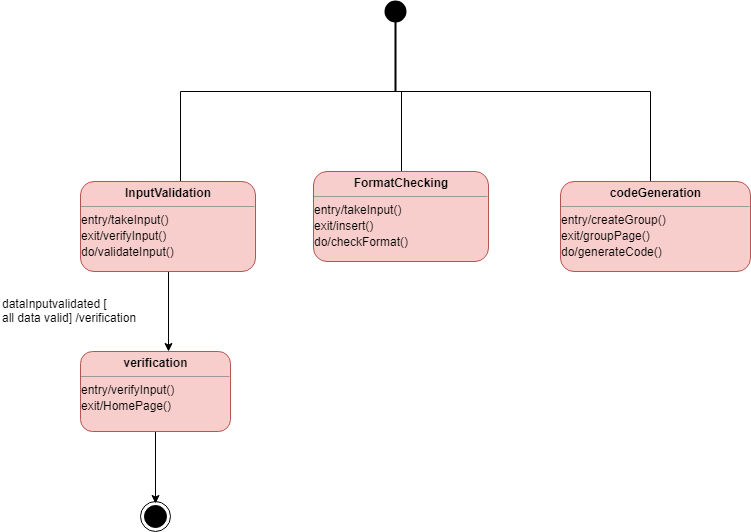 InputValidation
entry/takeInput()
exit/verifyInput()
do/validateInput()
FormatChecking
entry/takeInput()
exit/insert()
do/checkFormat()
codeGeneration
entry/createGroup()
exit/groupPage()
do/generateCode()
dataInputvalidated [
all data valid] /verification
verification
entry/verifyInput()
exit/HomePage()